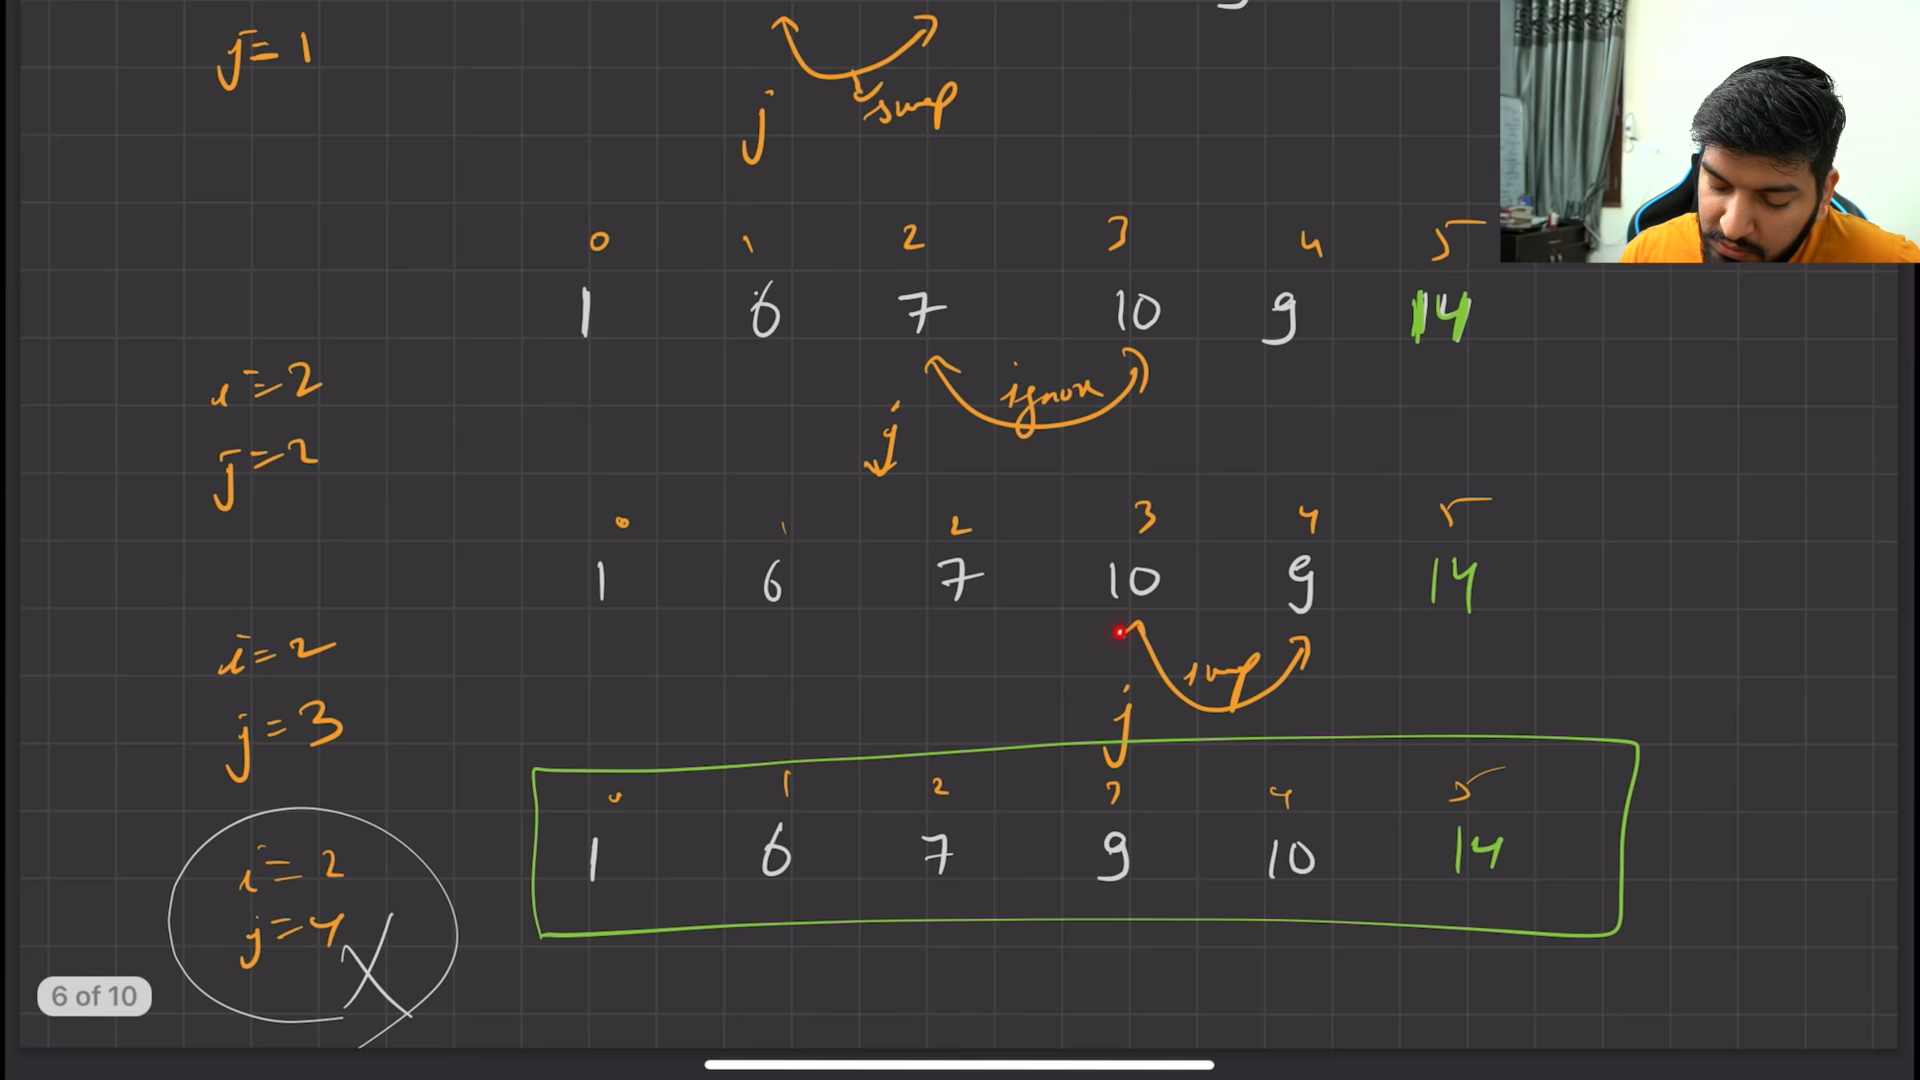 j = 1
swap
j
0 1 2 3 4 5
1 6 7 10 9 14
i = 2
ignore
j = 2
j
0 1 2 3 4 5
1 6 7 10 9 14
i = 2
swap
j = 3
j
0 1 2 3 4 5
1 6 7 9 10 14
i = 2
j = 4
6 of 10